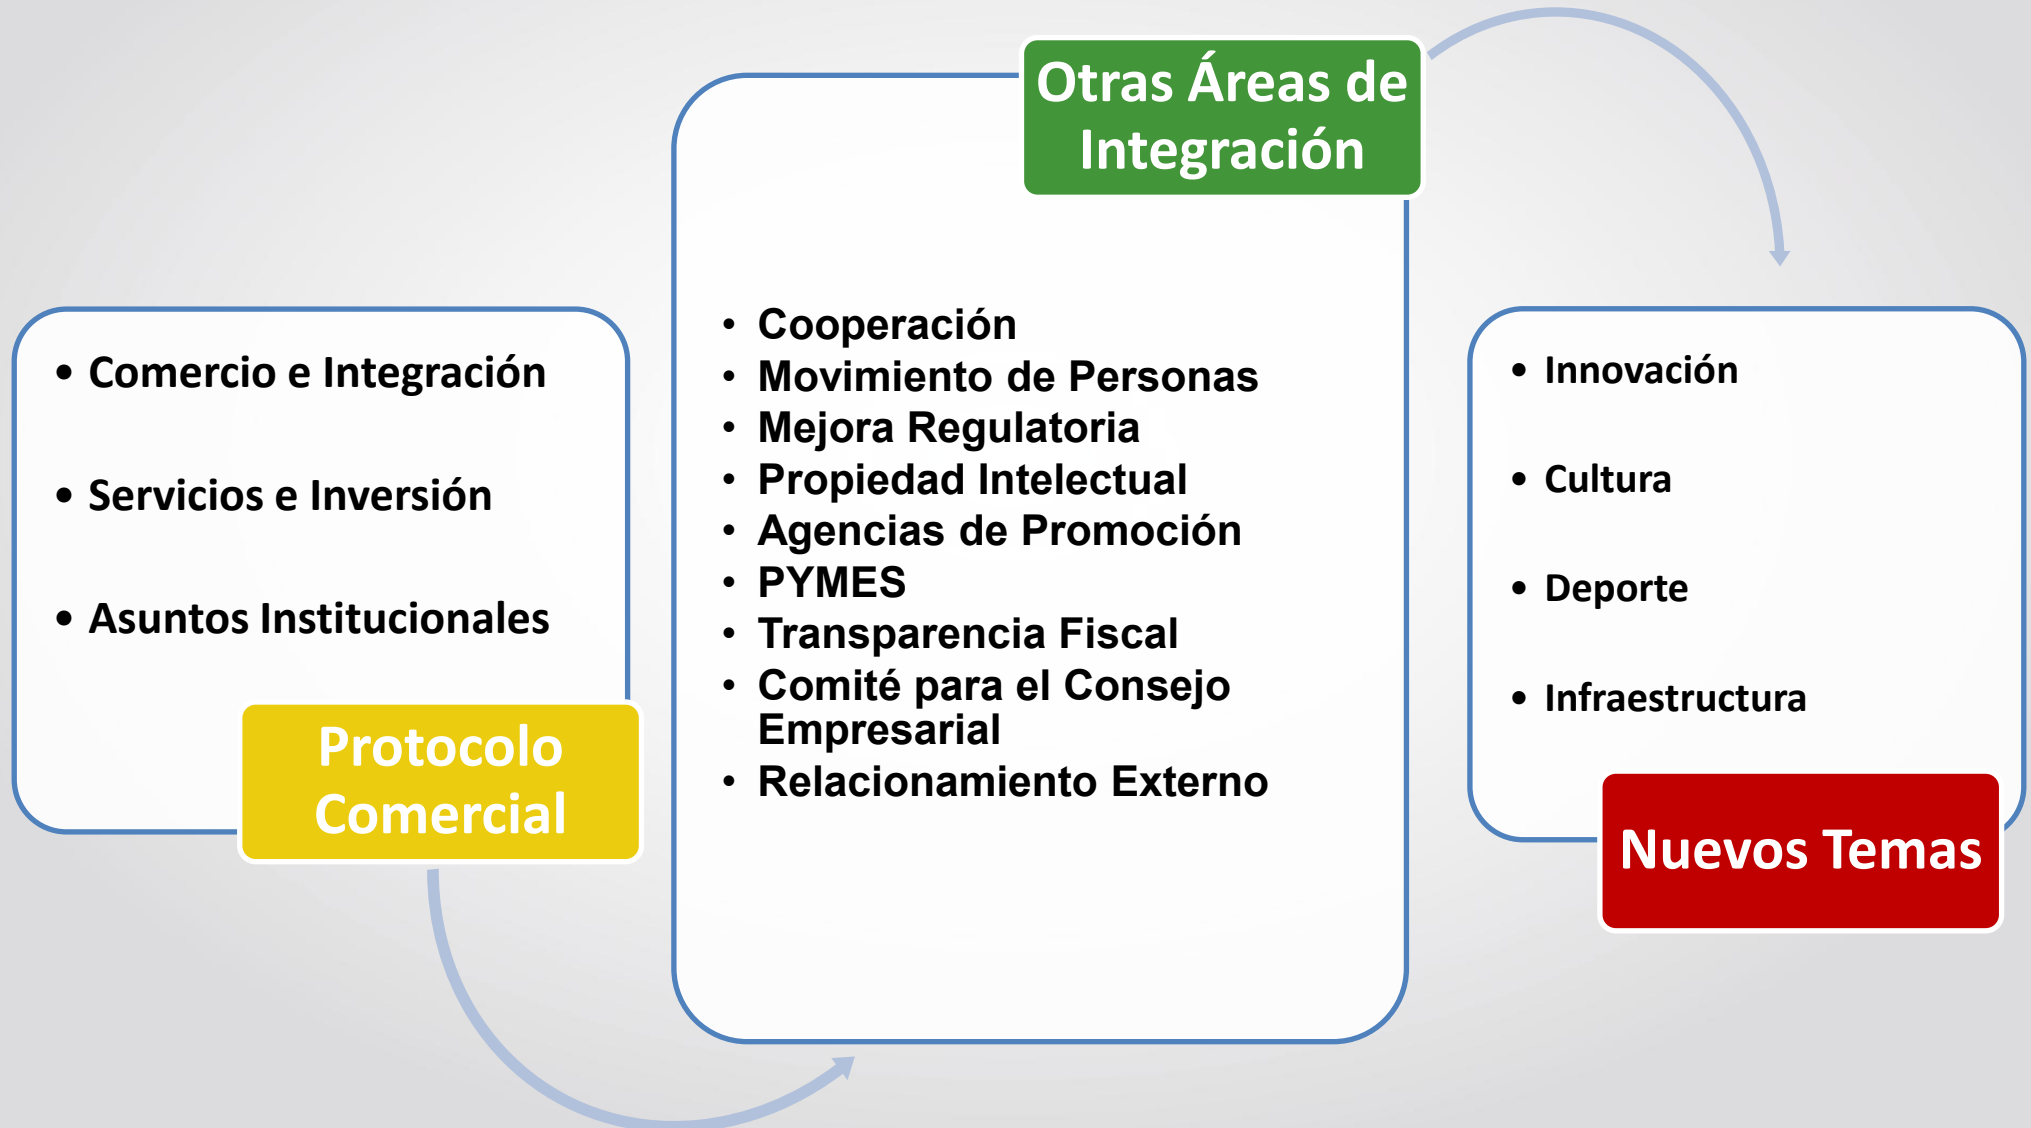 • Comercio e Integración
• Servicios e Inversión
• Asuntos Institucionales
Protocolo
Comercial
Otras Áreas de
Integración
• Cooperación
• Movimiento de Personas
• Mejora Regulatoria
• Propiedad Intelectual
• Agencias de Promoción
• PYMES
• Transparencia Fiscal
• Comité para el Consejo
Empresarial
• Relacionamiento Externo
• Innovación
• Cultura
• Deporte
• Infraestructura
Nuevos Temas